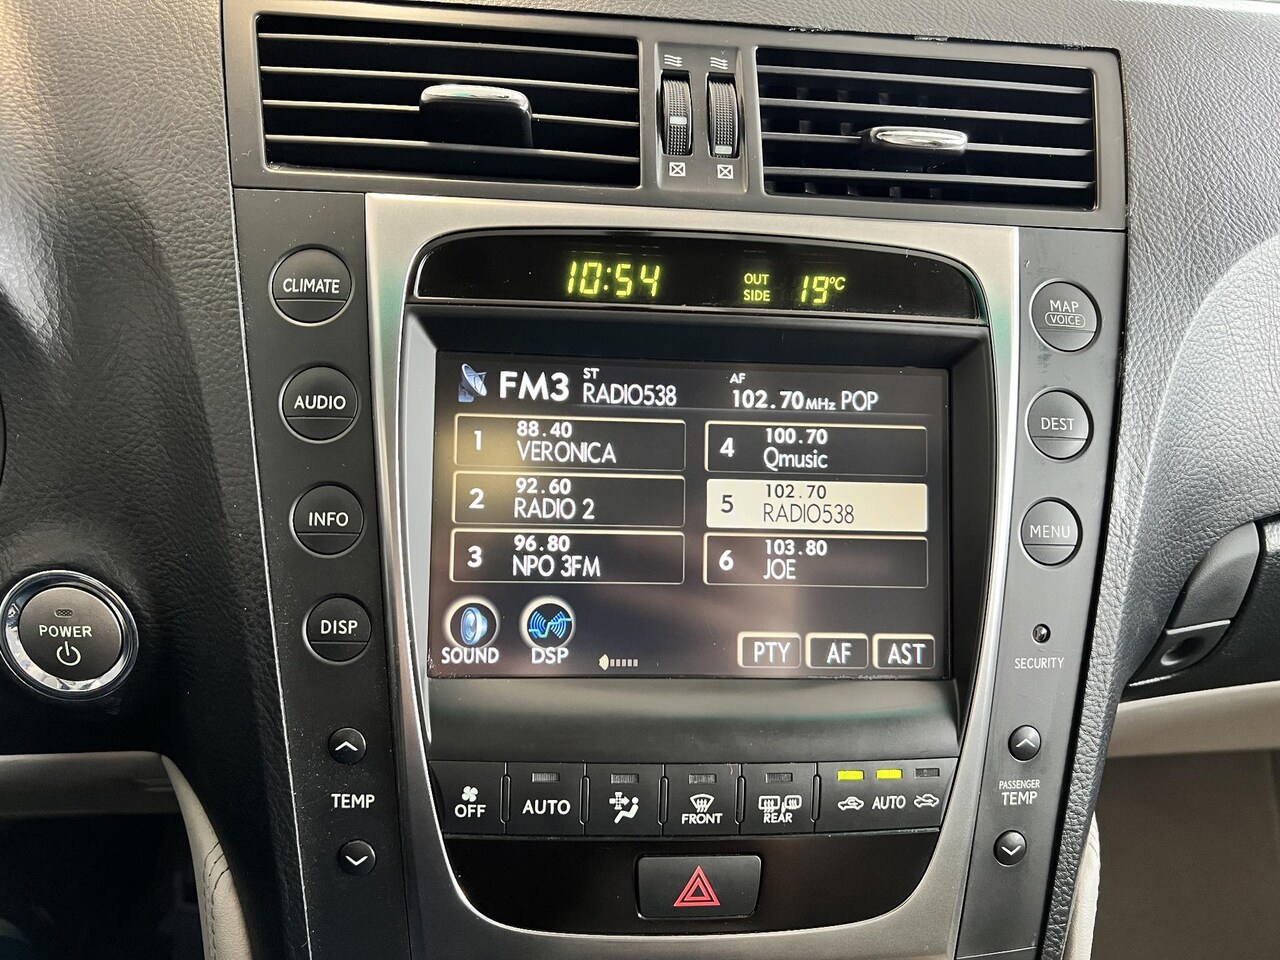 10:54
OUT
SIDE
19°C
CLIMATE
AUDIO
INFO
DISP
POWER
MAP
VOICE
DEST
MENU
SECURITY
FM3
ST
RADIO538
AF
102.70MHz POP
1 88.40
VERONICA
2 92.60
RADIO 2
3 96.80
NPO 3FM
4 100.70
Qmusic
5 102.70
RADIO538
6 103.80
JOE
SOUND
DSP
PTY
AF
AST
TEMP
OFF
AUTO
FRONT
REAR
AUTO
PASSENGER
TEMP